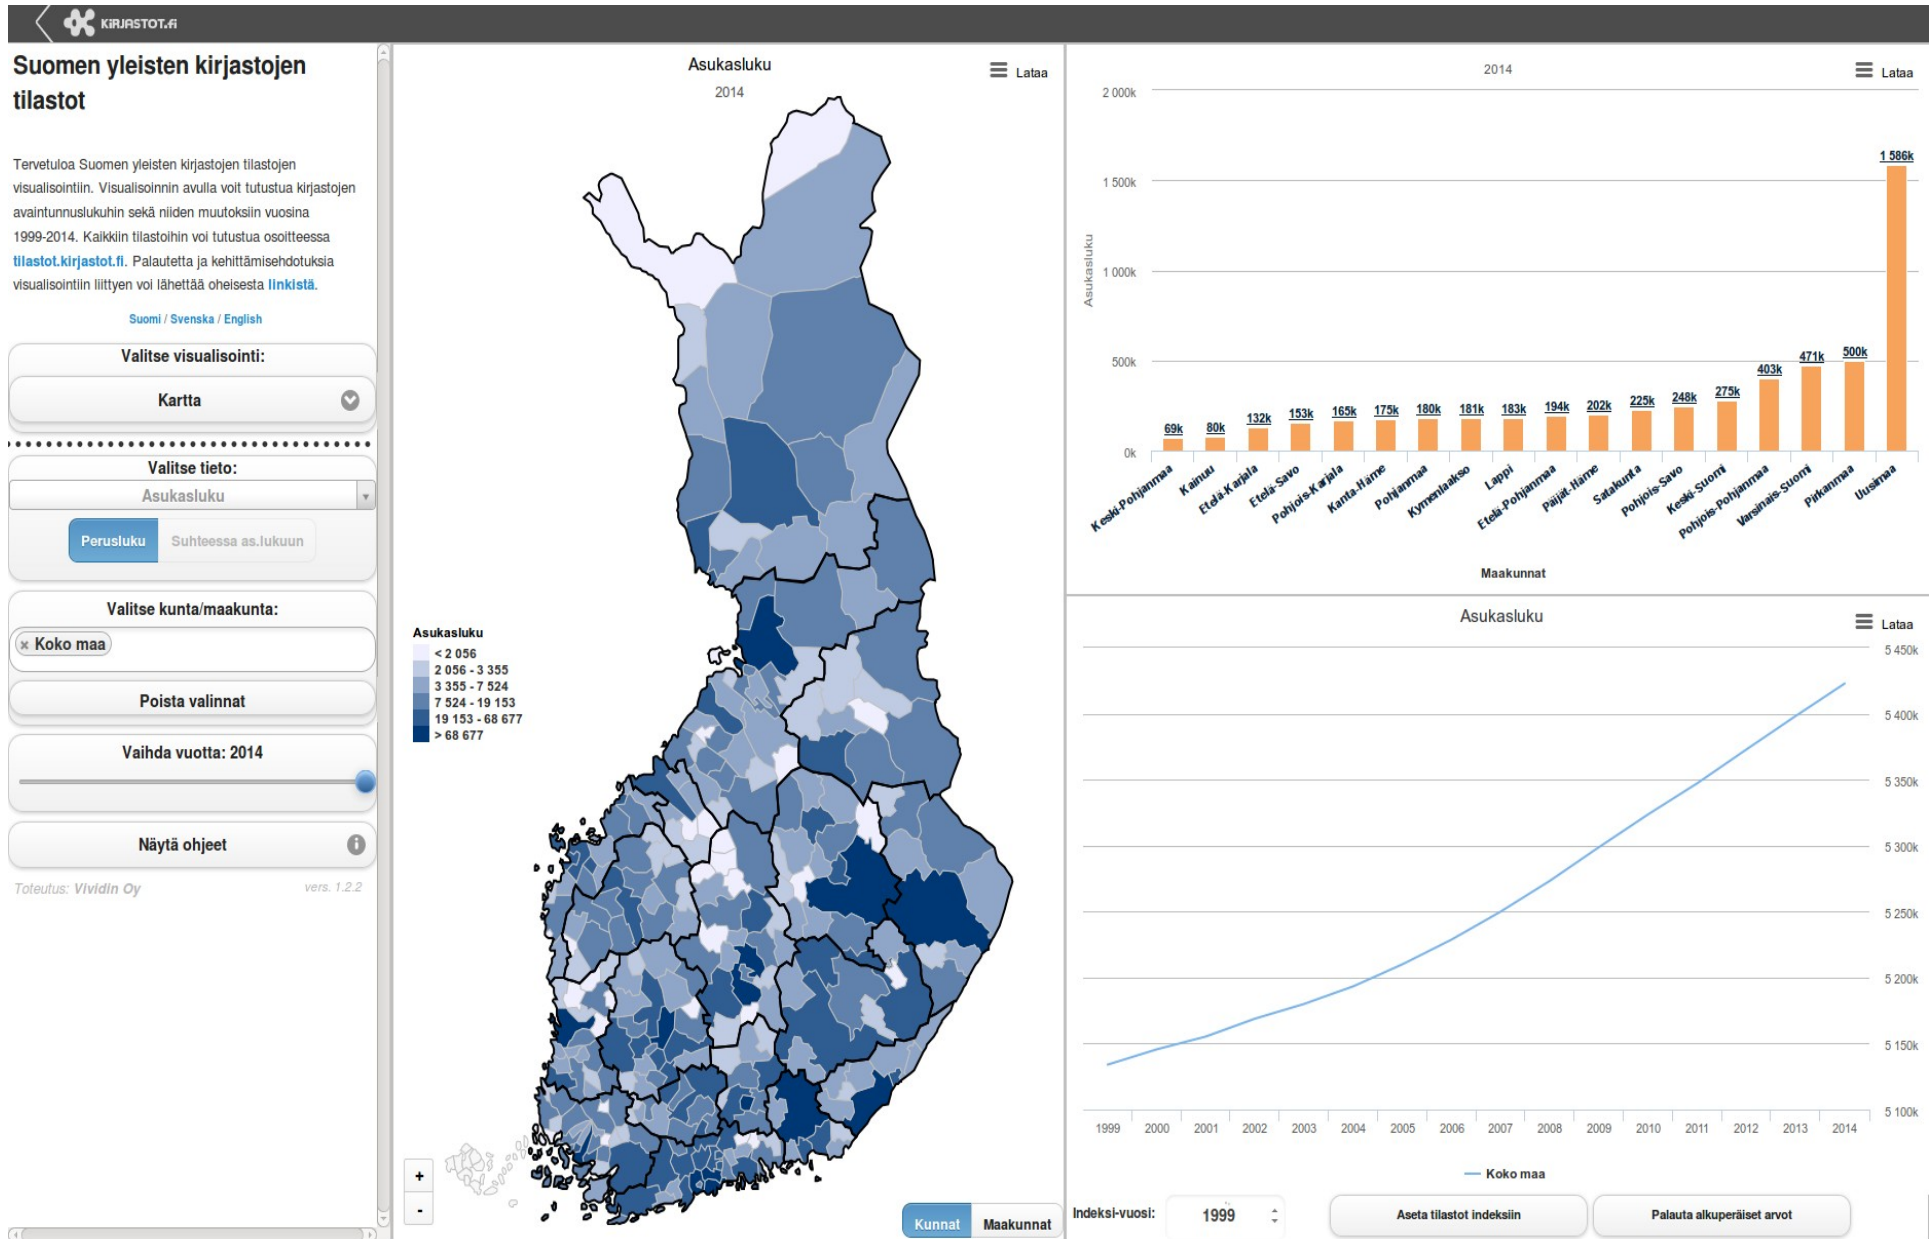 KIRJASTOT.fi
Suomen yleisten kirjastojen
tilastot
Tervetuloa Suomen yleisten kirjastojen tilastojen
visualisointiin. Visualisoinnin avulla voit tutustua kirjastojen
avaintunnuslukuhin sekä niiden muutoksiin vuosina
1999-2014. Kaikkiin tilastoihin voi tutustua osoitteessa
tilastot.kirjastot.fi. Palautetta ja kehittämisehdotuksia
visualisointiin liittyen voi lähettää oheisesta linkistä.
Suomi / Svenska / English
Valitse visualisointi:
Kartta
Valitse tieto:
Asukasluku
Perusluku
Suhteessa as.lukuun
Valitse kunta/maakunta:
× Koko maa
Poista valinnat
Vaihda vuotta: 2014
Näytä ohjeet
Toteutus: Vividin Oy
vers. 1.2.2
Asukasluku
2014
Lataa
Asukasluku
< 2 056
2 056 - 3 355
3 355 - 7 524
7 524 - 19 153
19 153 - 68 677
> 68 677
+
-
Kunnat
Maakunnat
2014
Lataa
Asukasluku
2 000k
1 500k
1 000k
500k
0k
69k
80k
132k
153k
165k
175k
180k
181k
183k
194k
202k
225k
248k
275k
403k
471k
500k
1 586k
Keski-Pohjanmaa
Kainuu
Etelä-Karjala
Etelä-Savo
Pohjois-Karjala
Kanta-Häme
Pohjanmaa
Kymenlaakso
Lappi
Etelä-Pohjanmaa
Päijät-Häme
Satakunta
Pohjois-Savo
Keski-Suomi
Pohjois-Pohjanmaa
Varsinais-Suomi
Pirkanmaa
Uusimaa
Maakunnat
Asukasluku
Lataa
5 450k
5 400k
5 350k
5 300k
5 250k
5 200k
5 150k
5 100k
1999 2000 2001 2002 2003 2004 2005 2006 2007 2008 2009 2010 2011 2012 2013 2014
Koko maa
Indeksi-vuosi:
1999
Aseta tilastot indeksiin
Palauta alkuperäiset arvot